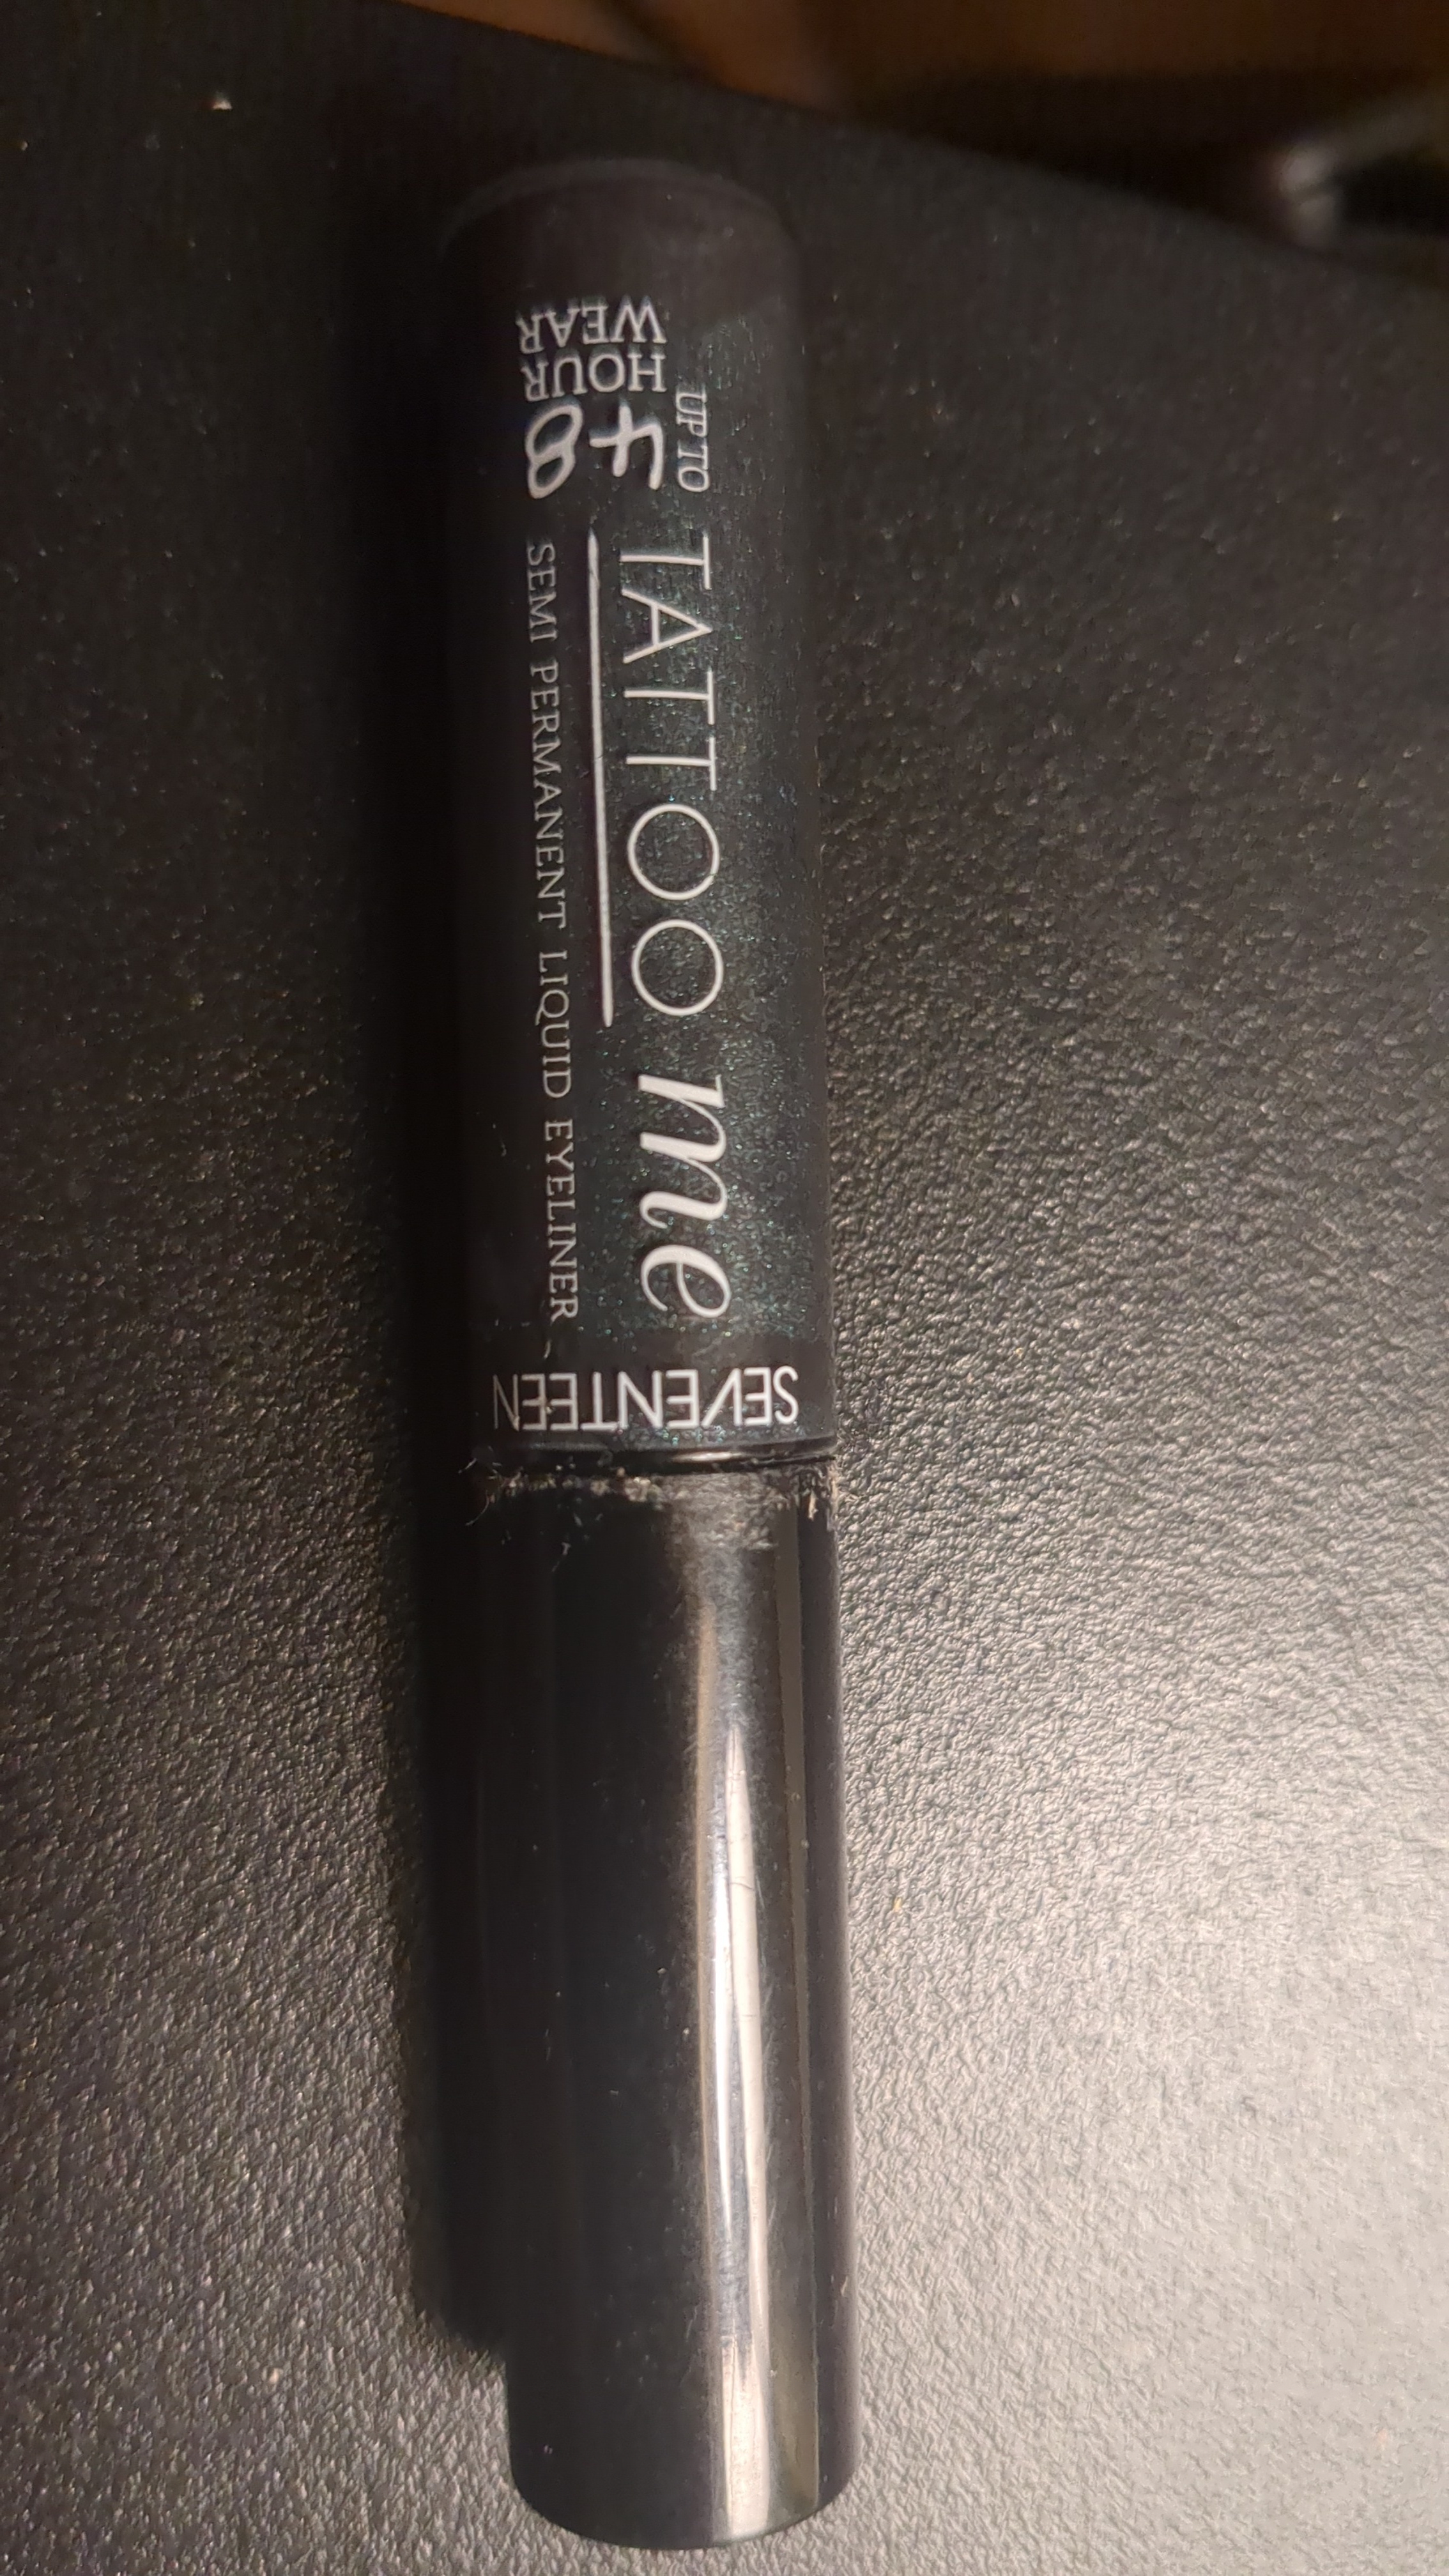 UP TO
48
HOUR
WEAR
TATTOO me
SEMI PERMANENT LIQUID EYELINER
SEVENTEEN